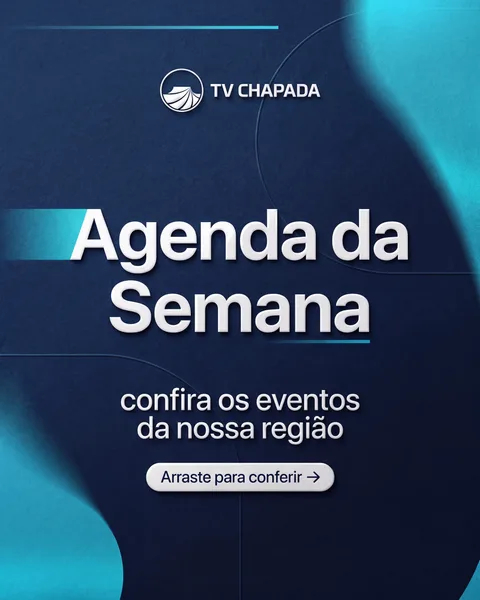 TV CHAPADA
Agenda da
Semana
confira os eventos
da nossa região
Arraste para conferir →